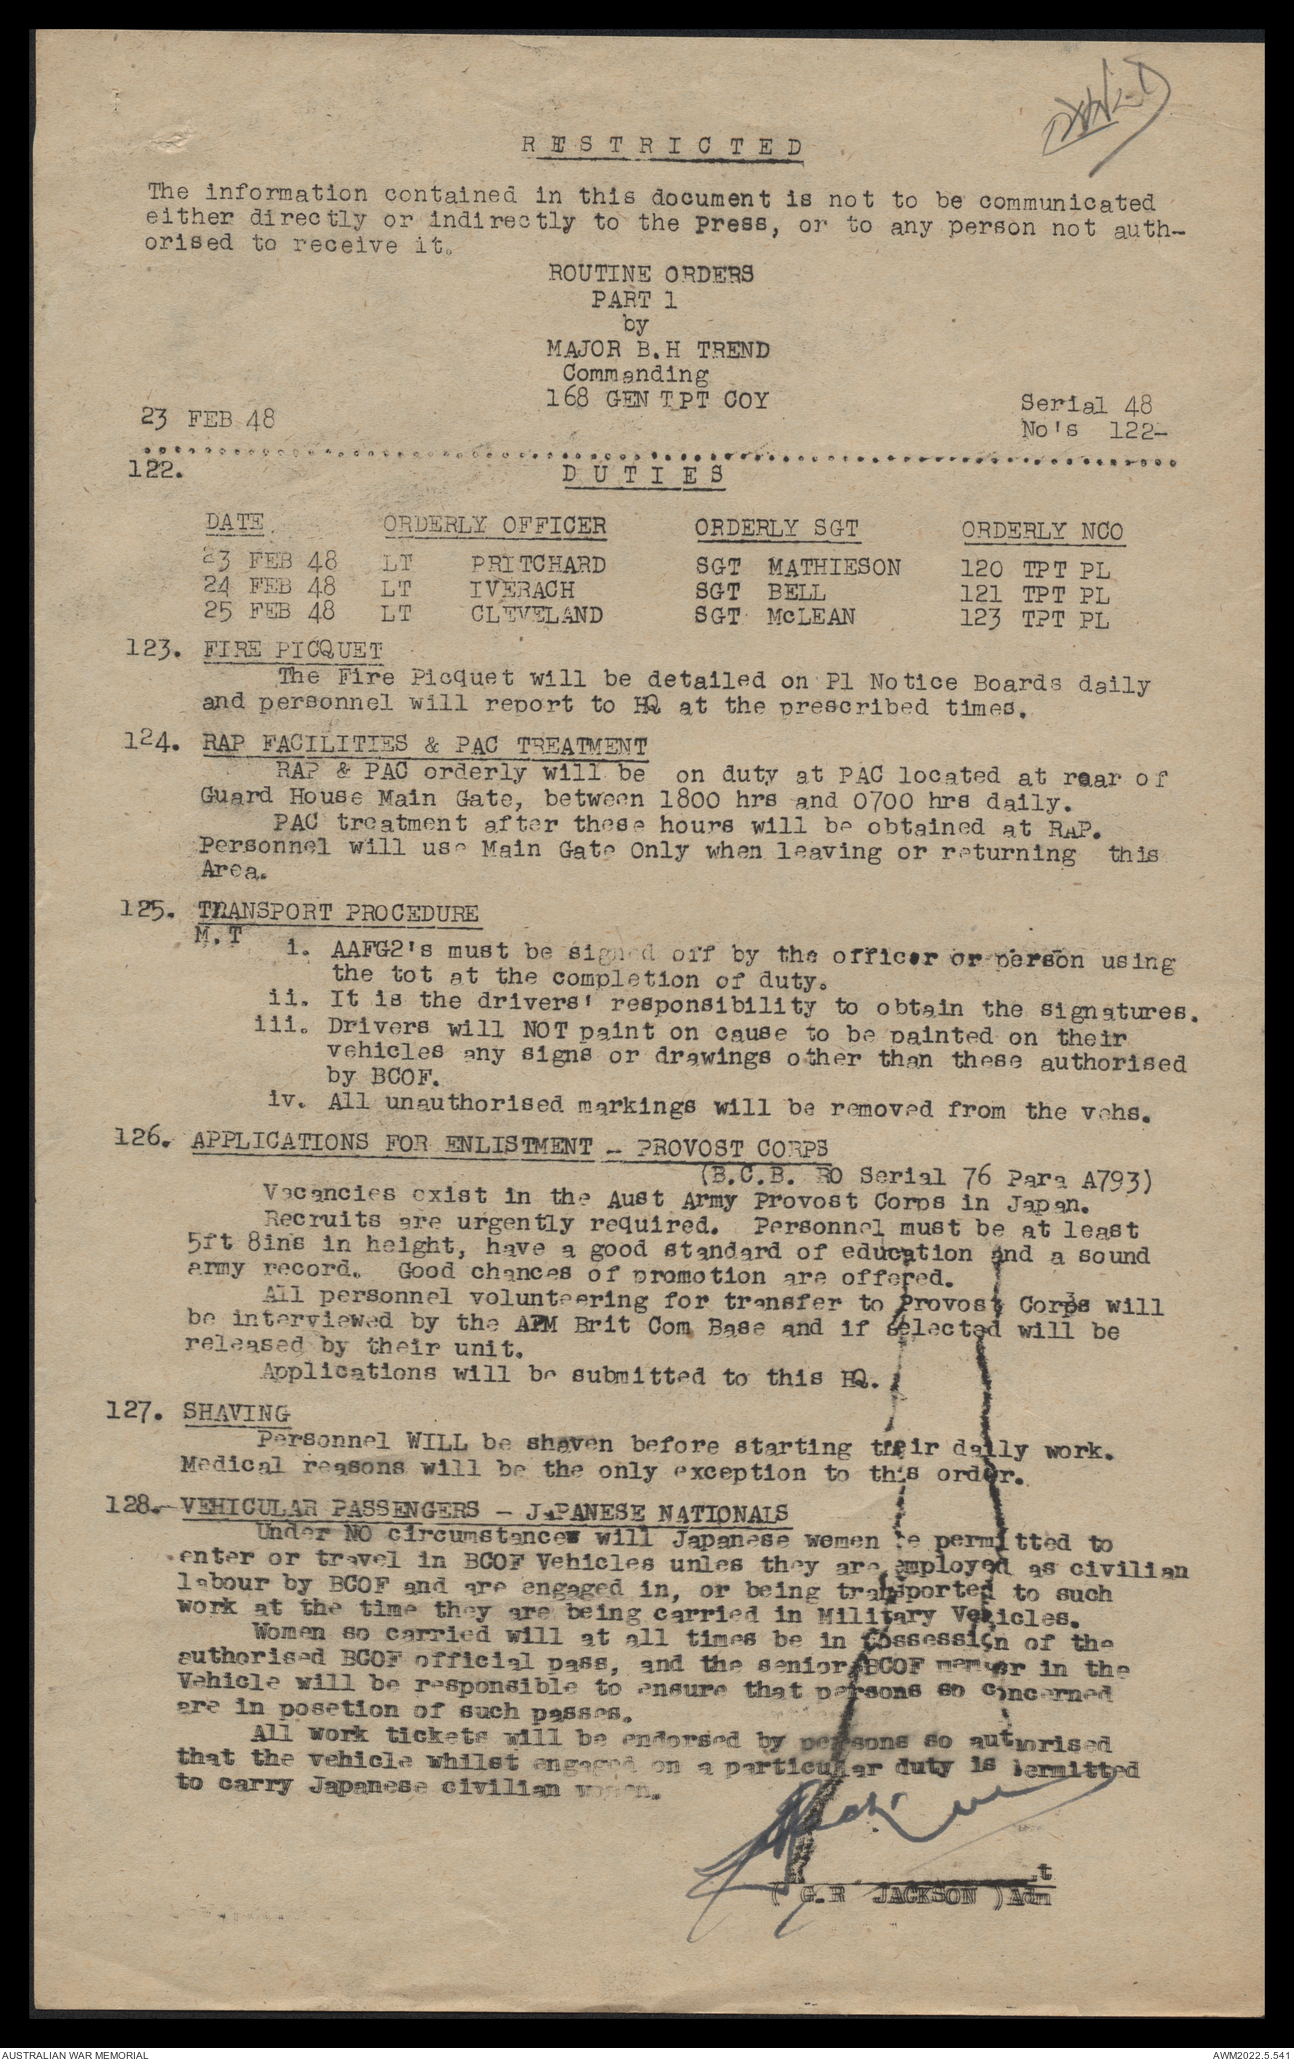 RESTRICTED
The information contained in this document is not to be communicated
either directly or indirectly to the press, or to any person not auth-
orised to receive it.
ROUTINE ORDERS
PART 1
by
MAJOR B.H TREND
Commanding
168 GEN TPT COY
23 FEB 48
Serial 48
No's 122-
122.
DUTIES
DATE ORDERLY OFFICER ORDERLY SGT ORDERLY NCO
23 FEB 48 LT PRITCHARD SGT MATHIESON 120 TPT PL
24 FEB 48 LT IVERACH SGT BELL 121 TPT PL
25 FEB 48 LT CLEVELAND SGT McLEAN 123 TPT PL
123. FIRE PICQUET
The Fire Picquet will be detailed on Pl Notice Boards daily
and personnel will report to HQ at the prescribed times.
124. RAP FACILITIES & PAC TREATMENT
RAP & PAC orderly will be on duty at PAC located at rear of
Guard House Main Gate, between 1800 hrs and 0700 hrs daily.
PAC treatment after these hours will be obtained at RAP.
Personnel will use Main Gate Only when leaving or returning this
Area.
125. TRANSPORT PROCEDURE
M.T
i. AAFG2's must be signed off by the officer or person using
the tpt at the completion of duty.
ii. It is the drivers' responsibility to obtain the signatures.
iii. Drivers will NOT paint on cause to be painted on their
vehicles any signs or drawings other than these authorised
by BCOF.
iv. All unauthorised markings will be removed from the vehs.
126. APPLICATIONS FOR ENLISTMENT - PROVOST CORPS
(B.C.B. RO Serial 76 Para A793)
Vacancies exist in the Aust Army Provost Corps in Japan.
Recruits are urgently required. Personnel must be at least
5ft 8ins in height, have a good standard of education and a sound
army record. Good chances of promotion are offered.
All personnel volunteering for transfer to Provost Corps will
be interviewed by the APM Brit Com Base and if selected will be
released by their unit.
Applications will be submitted to this HQ.
127. SHAVING
Personnel WILL be shaven before starting their daily work.
Medical reasons will be the only exception to this order.
128.- VEHICULAR PASSENGERS - JAPANESE NATIONALS
Under NO circumstances will Japanese women be permitted to
enter or travel in BCOF Vehicles unles they are employed as civilian
labour by BCOF and are engaged in, or being transported to such
work at the time they are being carried in Military Vehicles.
Women so carried will at all times be in possession of the
authorised BCOF official pass, and the senior BCOF member in the
Vehicle will be responsible to ensure that persons so concerned
are in posetion of such passes.
All work tickets will be endorsed by persons so authorised
that the vehicle whilst engaged on a particular duty is permitted
to carry Japanese civilian women.
( G.R JACKSON )Adjt
AUSTRALIAN WAR MEMORIAL
AWM2022.5.541